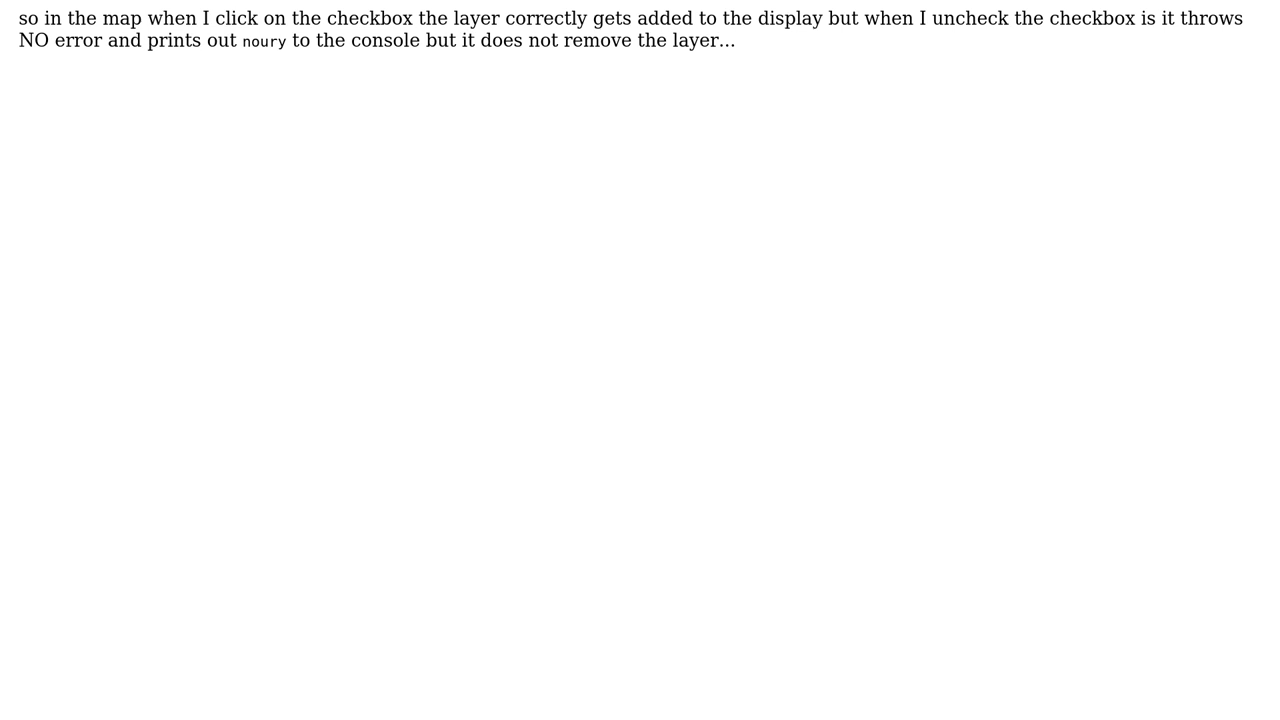 so in the map when I click on the checkbox the layer correctly gets added to the display but when I uncheck the checkbox is it throws
NO error and prints out noury to the console but it does not remove the layer...